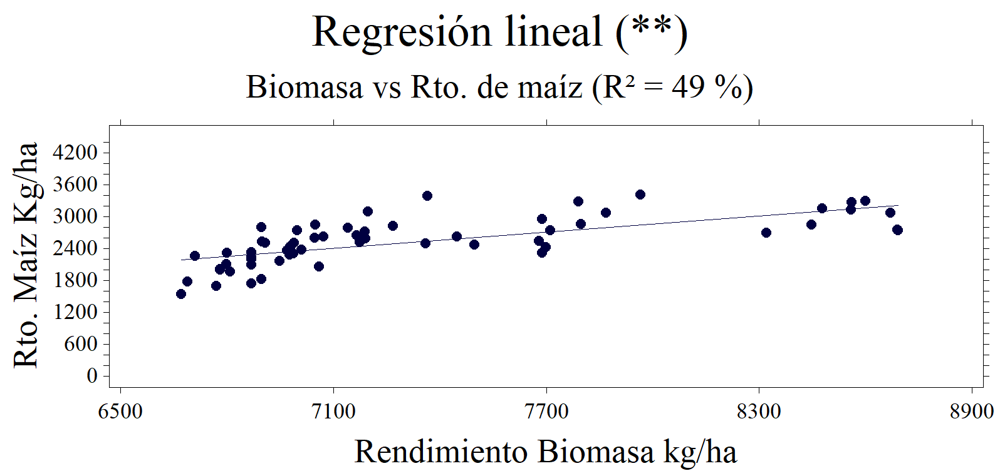 Regresión lineal (**)
Biomasa vs Rto. de maíz (R² = 49 %)
Rto. Maíz Kg/ha
4200
3600
3000
2400
1800
1200
600
0
6500 7100 7700 8300 8900
Rendimiento Biomasa kg/ha